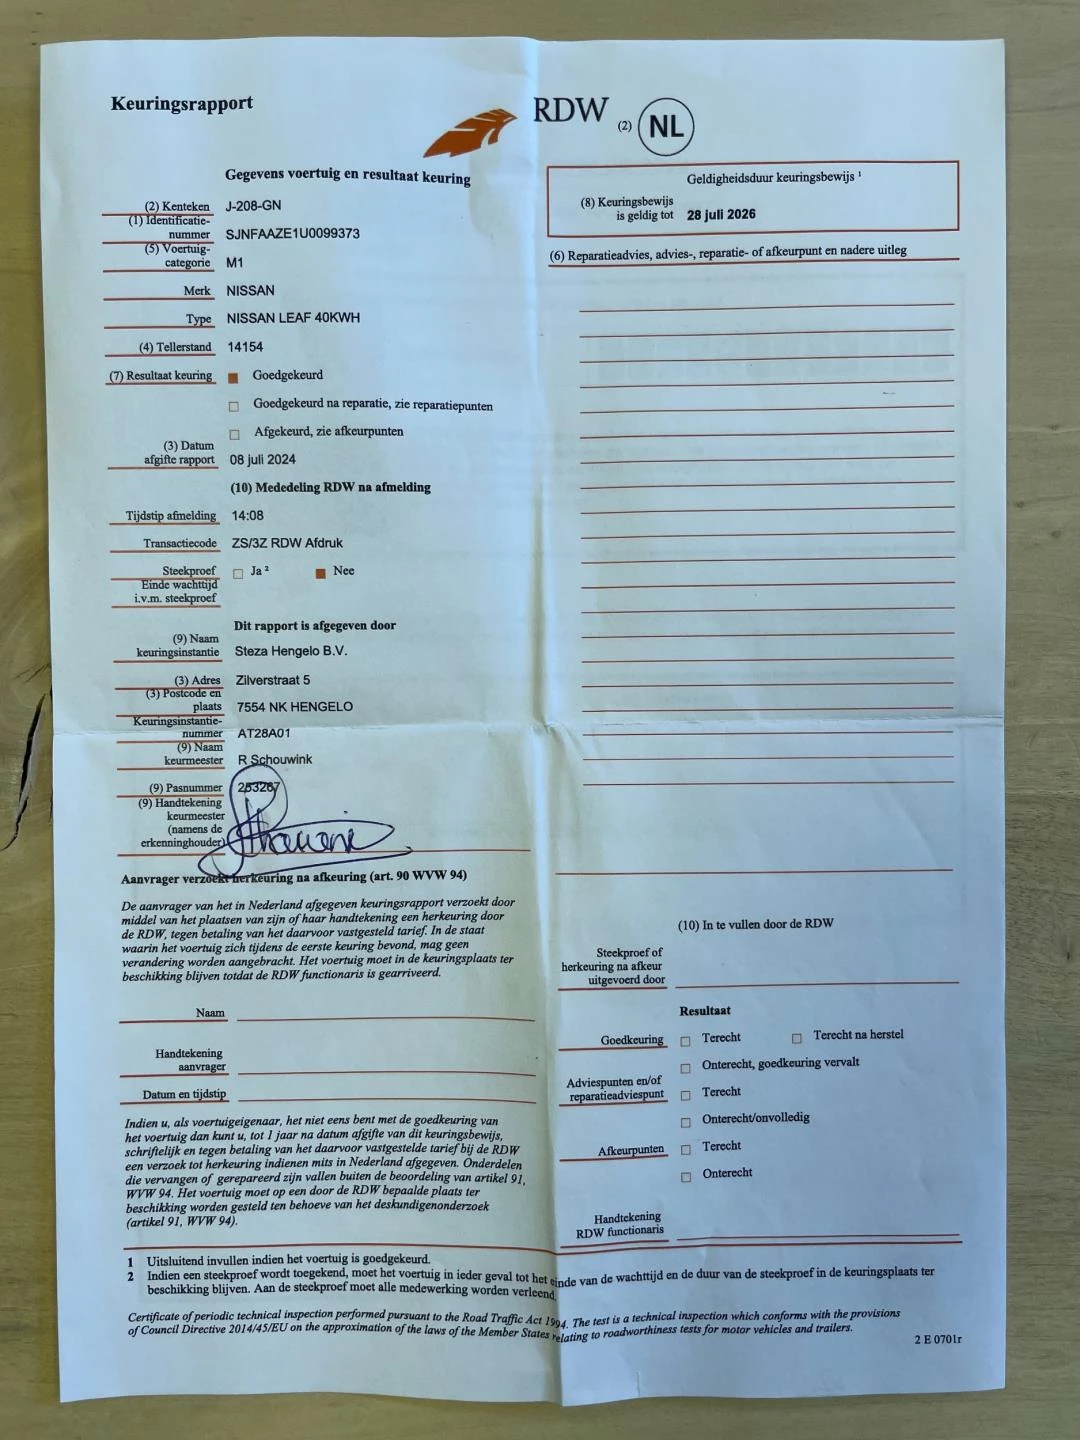 Keuringsrapport
RDW (2) NL
Gegevens voertuig en resultaat keuring
(2) Kenteken J-208-GN
(1) Identificatie-
nummer SJNFAAZE1U0099373
(5) Voertuig-
categorie M1
Merk NISSAN
Type NISSAN LEAF 40KWH
(4) Tellerstand 14154
(7) Resultaat keuring Goedgekeurd
Goedgekeurd na reparatie, zie reparatiepunten
Afgekeurd, zie afkeurpunten
(3) Datum
afgifte rapport 08 juli 2024
(10) Mededeling RDW na afmelding
Tijdstip afmelding 14:08
Transactiecode ZS/3Z RDW Afdruk
Steekproef Ja ² Nee
Einde wachttijd
i.v.m. steekproef
Dit rapport is afgegeven door
(9) Naam
keuringsinstantie Steza Hengelo B.V.
(3) Adres Zilverstraat 5
(3) Postcode en
plaats 7554 NK HENGELO
Keuringsinstantie-
nummer AT28A01
(9) Naam
keurmeester R Schouwink
(9) Pasnummer 253267
(9) Handtekening
keurmeester
(namens de
erkenninghouder)
Aanvrager verzoekt herkeuring na afkeuring (art. 90 WVW 94)
De aanvrager van het in Nederland afgegeven keuringsrapport verzoekt door
middel van het plaatsen van zijn of haar handtekening een herkeuring door
de RDW, tegen betaling van het daarvoor vastgesteld tarief. In de staat
waarin het voertuig zich tijdens de eerste keuring bevond, mag geen
verandering worden aangebracht. Het voertuig moet in de keuringsplaats ter
beschikking blijven totdat de RDW functionaris is gearriveerd.
Naam
Handtekening
aanvrager
Datum en tijdstip
Indien u, als voertuigeigenaar, het niet eens bent met de goedkeuring van
het voertuig dan kunt u, tot 1 jaar na datum afgifte van dit keuringsbewijs,
schriftelijk en tegen betaling van het daarvoor vastgestelde tarief bij de RDW
een verzoek tot herkeuring indienen mits in Nederland afgegeven. Onderdelen
die vervangen of gerepareerd zijn vallen buiten de beoordeling van artikel 91,
WVW 94. Het voertuig moet op een door de RDW bepaalde plaats ter
beschikking worden gesteld ten behoeve van het deskundigenonderzoek
(artikel 91, WVW 94).
Geldigheidsduur keuringsbewijs ¹
(8) Keuringsbewijs
is geldig tot 28 juli 2026
(6) Reparatieadvies, advies-, reparatie- of afkeurpunt en nadere uitleg
(10) In te vullen door de RDW
Steekproef of
herkeuring na afkeur
uitgevoerd door
Resultaat
Goedkeuring Terecht Terecht na herstel
Onterecht, goedkeuring vervalt
Adviespunten en/of
reparatieadviespunt Terecht
Onterecht/onvolledig
Afkeurpunten Terecht
Onterecht
Handtekening
RDW functionaris
1 Uitsluitend invullen indien het voertuig is goedgekeurd.
2 Indien een steekproef wordt toegekend, moet het voertuig in ieder geval tot het einde van de wachttijd en de duur van de steekproef in de keuringsplaats ter
beschikking blijven. Aan de steekproef moet alle medewerking worden verleend.
Certificate of periodic technical inspection performed pursuant to the Road Traffic Act 1994. The test is a technical inspection which conforms with the provisions
of Council Directive 2014/45/EU on the approximation of the laws of the Member States relating to roadworthiness tests for motor vehicles and trailers.
2 E 0701r